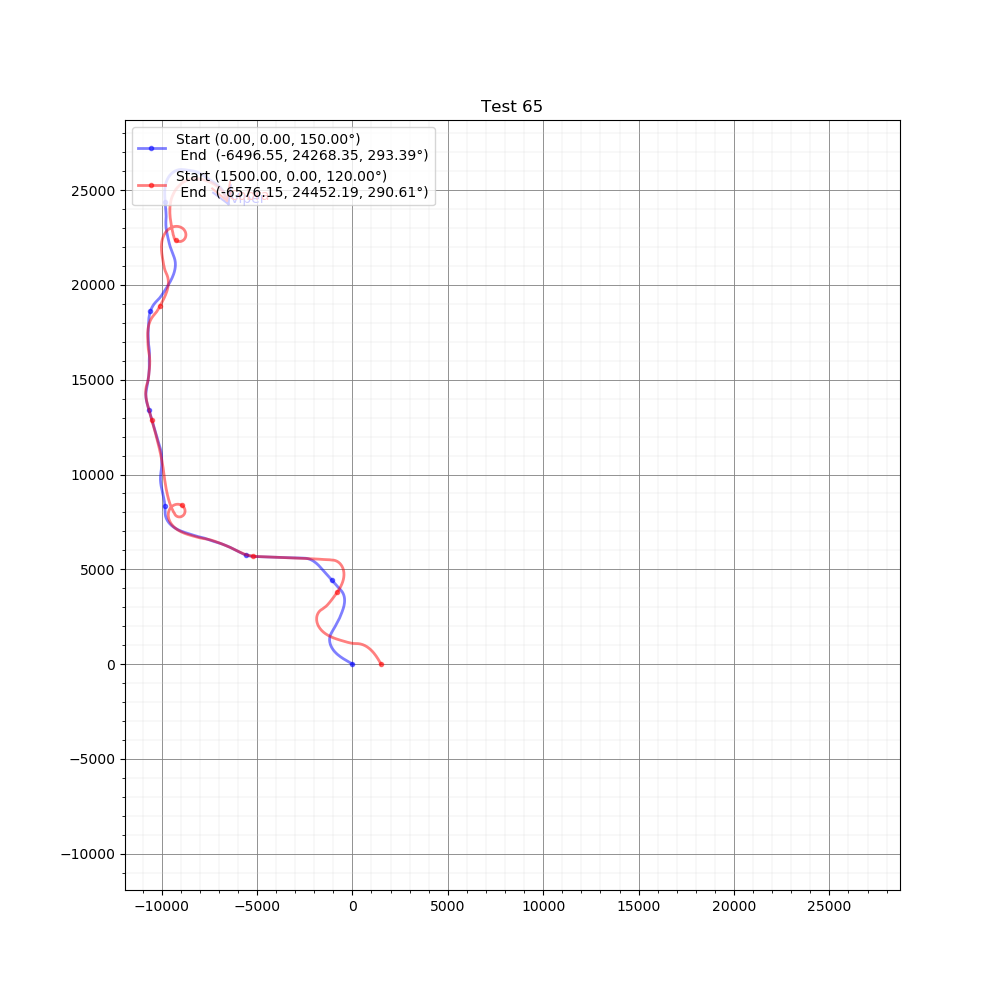 Test 65
Start (0.00, 0.00, 150.00°)
End (-6496.55, 24268.35, 293.39°)
Start (1500.00, 0.00, 120.00°)
End (-6576.15, 24452.19, 290.61°)
25000
20000
15000
10000
5000
0
−5000
−10000
−10000 −5000 0 5000 10000 15000 20000 25000